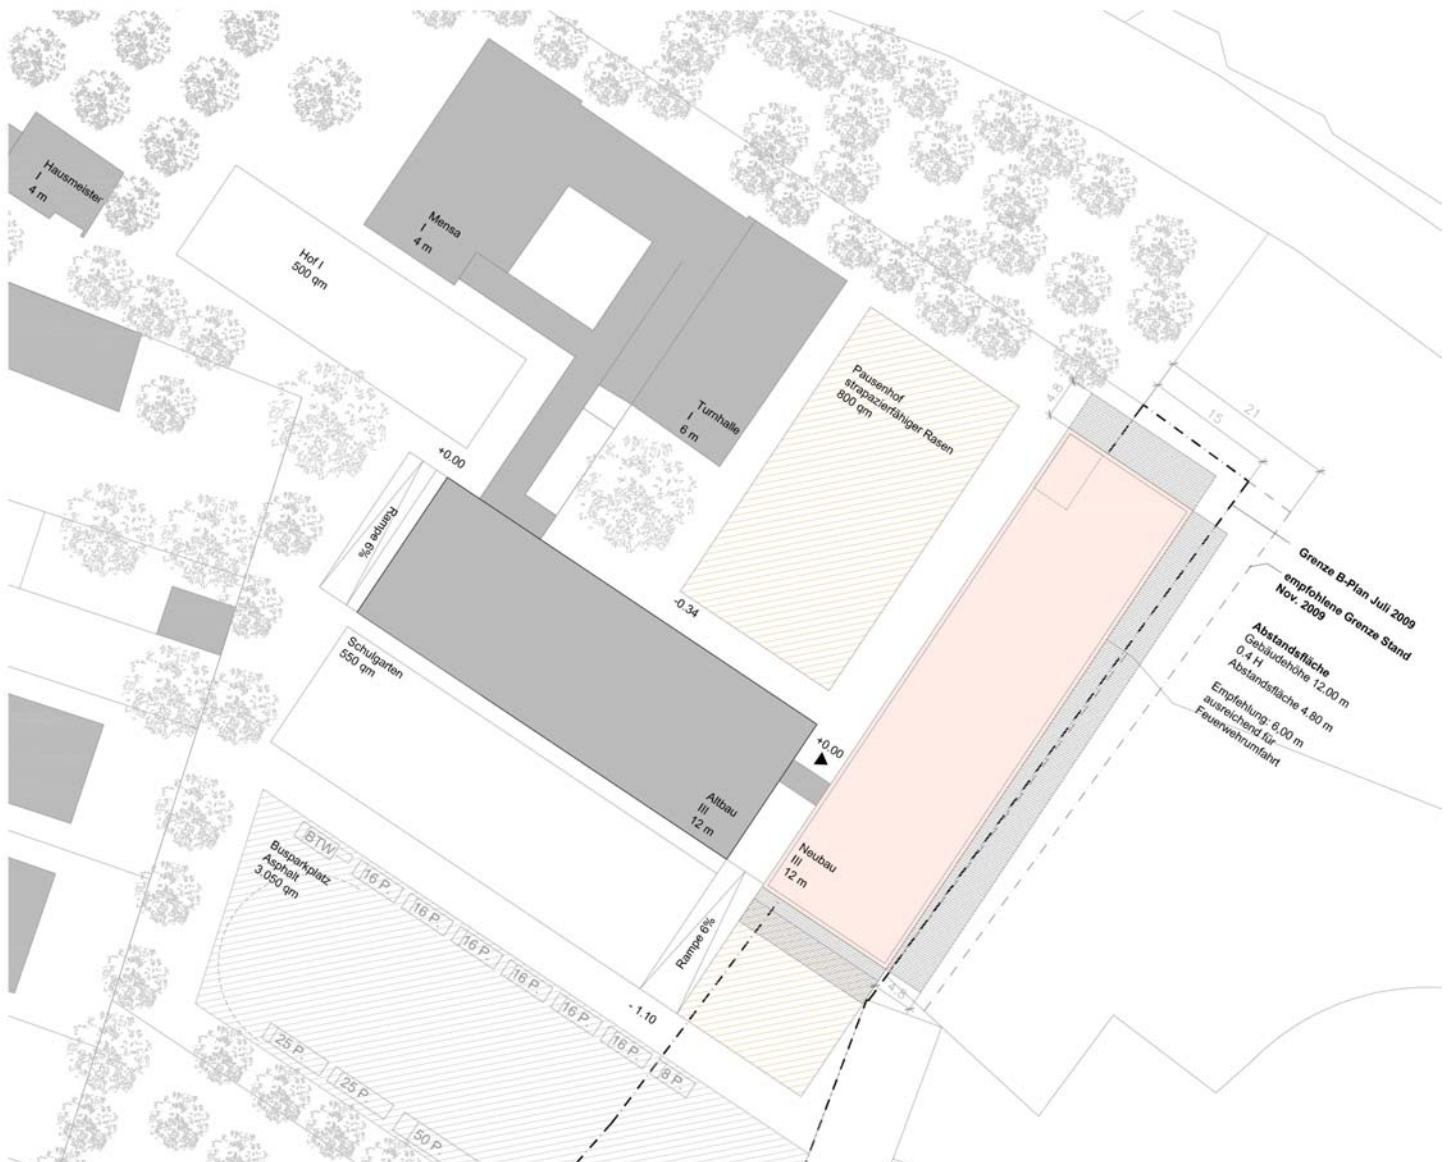 Hausmeister
I
4 m
Mensa
I
4 m
Hof I
500 qm
Turnhalle
I
6 m
Pausenhof
strapazierfähiger Rasen
800 qm
4.8
15
21
+0.00
Rampe 6%
-0.34
Schulgarten
550 qm
+0.00
Altbau
III
12 m
Neubau
III
12 m
Grenze B-Plan Juli 2009
empfohlene Grenze Stand
Nov. 2009
Abstandsfläche
Gebäudehöhe 12.00 m
0.4 H
Abstandsfläche 4,80 m
Empfehlung: 6,00 m
ausreichend für
Feuerwehrumfahrt
Busparkplatz
Asphalt
3.050 qm
BTW
16 P.
16 P.
16 P.
16 P.
16 P.
16 P.
8 P.
Rampe 6%
- 1.10
4.8
25 P.
25 P.
50 P.